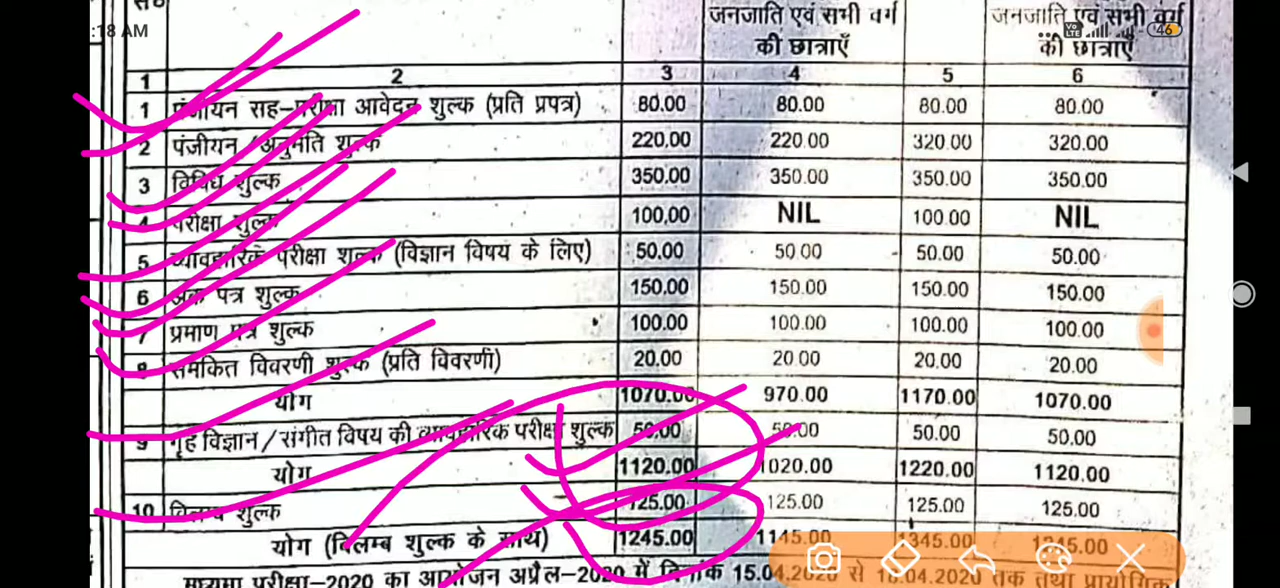 :18 AM
46
जनजाति एवं सभी वर्ग की छात्राएँ
जनजाति एवं सभी वर्ग की छात्राएँ
1 2 3 4 5 6
1 पंजीयन सह-परीक्षा आवेदन शुल्क (प्रति प्रपत्र) 80.00 80.00 80.00 80.00
2 पंजीयन/अनुमति शुल्क 220.00 220.00 320.00 320.00
3 विविध शुल्क 350.00 350.00 350.00 350.00
4 परीक्षा शुल्क 100.00 NIL 100.00 NIL
5 व्यावहारिक परीक्षा शुल्क (विज्ञान विषय के लिए) 50.00 50.00 50.00 50.00
6 अंक पत्र शुल्क 150.00 150.00 150.00 150.00
7 प्रमाण पत्र शुल्क 100.00 100.00 100.00 100.00
8 समेकित विवरणी शुल्क (प्रति विवरणी) 20.00 20.00 20.00 20.00
योग 1070.00 970.00 1170.00 1070.00
9 गृह विज्ञान/संगीत विषय की व्यावहारिक परीक्षा शुल्क 50.00 50.00 50.00 50.00
योग 1120.00 1020.00 1220.00 1120.00
10 विलम्ब शुल्क 125.00 125.00 125.00 125.00
योग (विलम्ब शुल्क के साथ) 1245.00 1145.00 1345.00 1245.00
मध्यमा परीक्षा-2020 का आयोजन अप्रैल-2020 में दिनांक 15.04.2020 से 18.04.2020 तक तथा प्रायोगिक